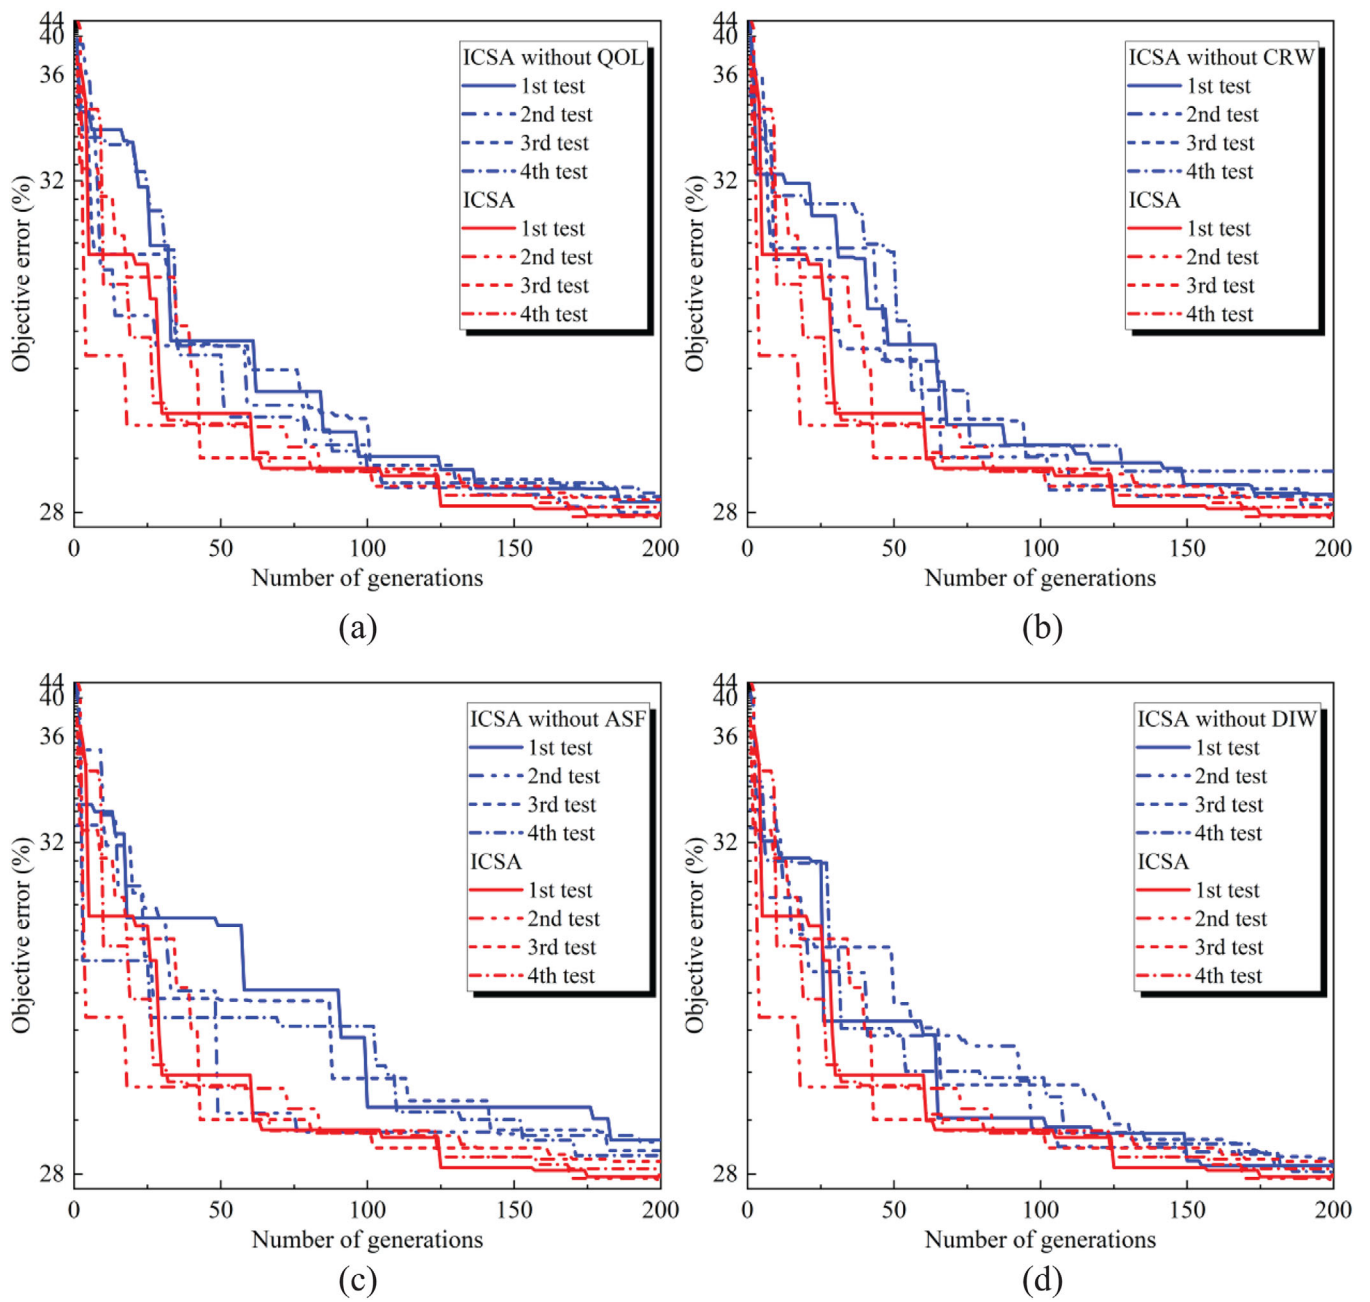 44
40
36
32
28
Objective error (%)
ICSA without QOL
1st test
2nd test
3rd test
4th test
ICSA
1st test
2nd test
3rd test
4th test
0 50 100 150 200
Number of generations
(a)
44
40
36
32
28
Objective error (%)
ICSA without CRW
1st test
2nd test
3rd test
4th test
ICSA
1st test
2nd test
3rd test
4th test
0 50 100 150 200
Number of generations
(b)
44
40
36
32
28
Objective error (%)
ICSA without ASF
1st test
2nd test
3rd test
4th test
ICSA
1st test
2nd test
3rd test
4th test
0 50 100 150 200
Number of generations
(c)
44
40
36
32
28
Objective error (%)
ICSA without DIW
1st test
2nd test
3rd test
4th test
ICSA
1st test
2nd test
3rd test
4th test
0 50 100 150 200
Number of generations
(d)